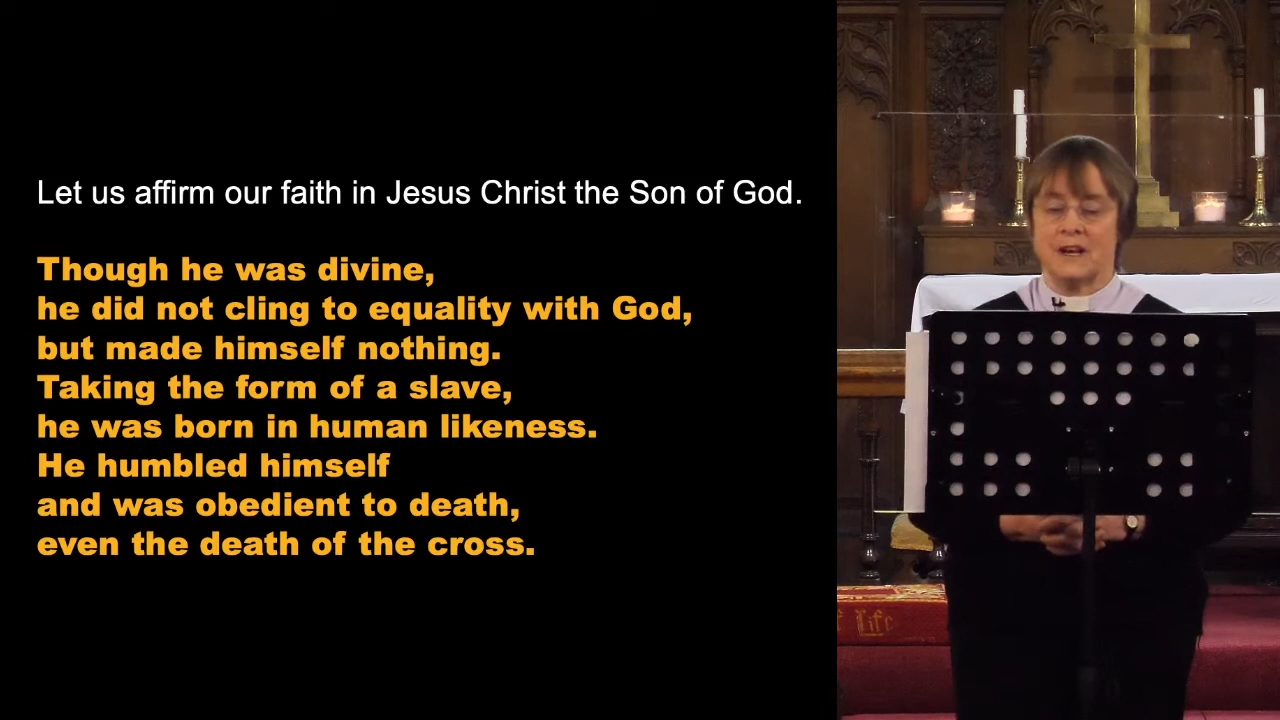 Let us affirm our faith in Jesus Christ the Son of God.
Though he was divine,
he did not cling to equality with God,
but made himself nothing.
Taking the form of a slave,
he was born in human likeness.
He humbled himself
and was obedient to death,
even the death of the cross.
Life